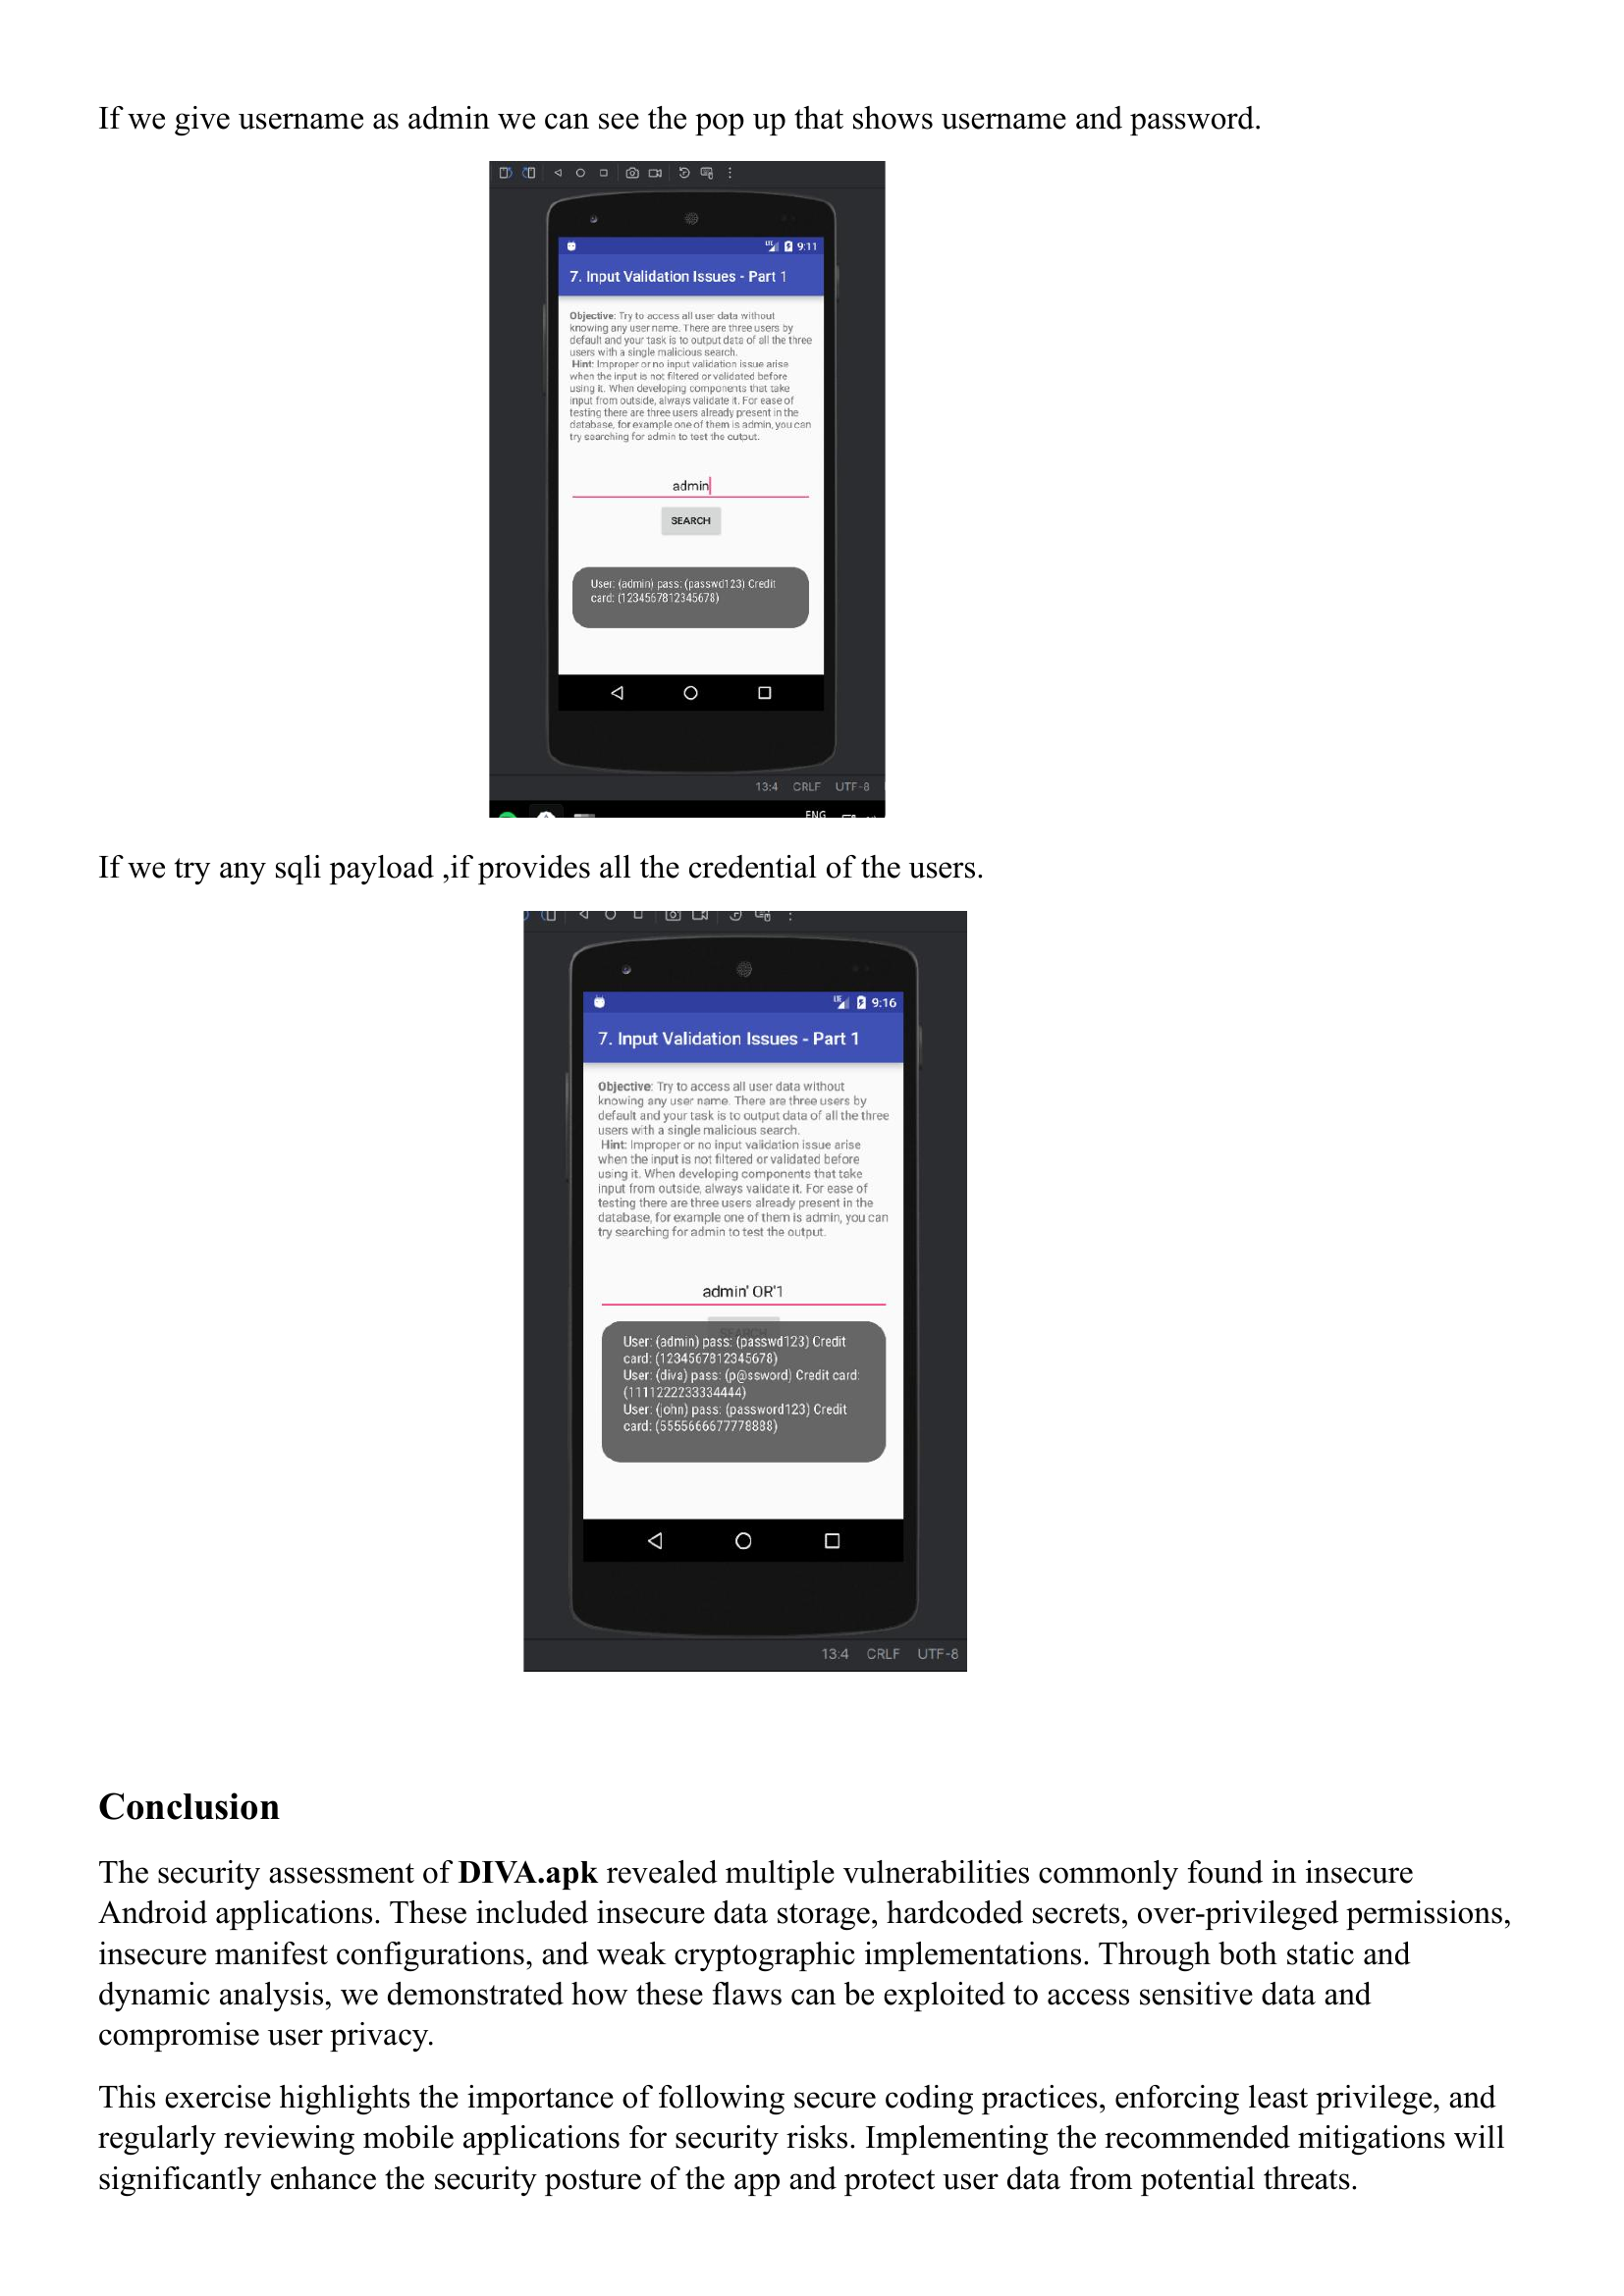 If we give username as admin we can see the pop up that shows username and password.
9:11
7. Input Validation Issues - Part 1
Objective: Try to access all user data without
knowing any user name. There are three users by
default and your task is to output data of all the three
users with a single malicious search.
Hint: Improper or no input validation issue arise
when the input is not filtered or validated before
using it. When developing components that take
input from outside, always validate it. For ease of
testing there are three users already present in the
database, for example one of them is admin, you can
try searching for admin to test the output.
admin
SEARCH
User: (admin) pass: (passwd123) Credit
card: (1234567812345678)
13:4 CRLF UTF-8
ENG
If we try any sqli payload ,if provides all the credential of the users.
LTE 9:16
7. Input Validation Issues - Part 1
Objective: Try to access all user data without
knowing any user name. There are three users by
default and your task is to output data of all the three
users with a single malicious search.
Hint: Improper or no input validation issue arise
when the input is not filtered or validated before
using it. When developing components that take
input from outside, always validate it. For ease of
testing there are three users already present in the
database, for example one of them is admin, you can
try searching for admin to test the output.
admin' OR'1
SEARCH
User: (admin) pass: (passwd123) Credit
card: (1234567812345678)
User: (diva) pass: (p@ssword) Credit card:
(1111222233334444)
User: (john) pass: (password123) Credit
card: (5555666677778888)
13:4 CRLF UTF-8
Conclusion
The security assessment of DIVA.apk revealed multiple vulnerabilities commonly found in insecure
Android applications. These included insecure data storage, hardcoded secrets, over-privileged permissions,
insecure manifest configurations, and weak cryptographic implementations. Through both static and
dynamic analysis, we demonstrated how these flaws can be exploited to access sensitive data and
compromise user privacy.
This exercise highlights the importance of following secure coding practices, enforcing least privilege, and
regularly reviewing mobile applications for security risks. Implementing the recommended mitigations will
significantly enhance the security posture of the app and protect user data from potential threats.